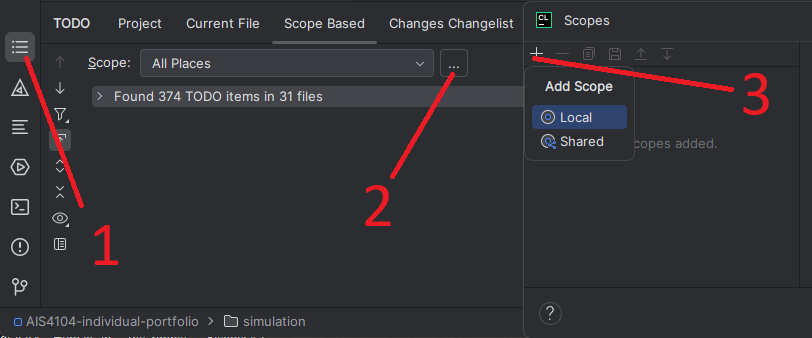 TODO Project Current File Scope Based Changes Changelist
Scope: All Places ...
Found 374 TODO items in 31 files
1
2
CL Scopes
3
Add Scope
Local
Shared
copes added.
?
AIS4104-individual-portfolio > simulation